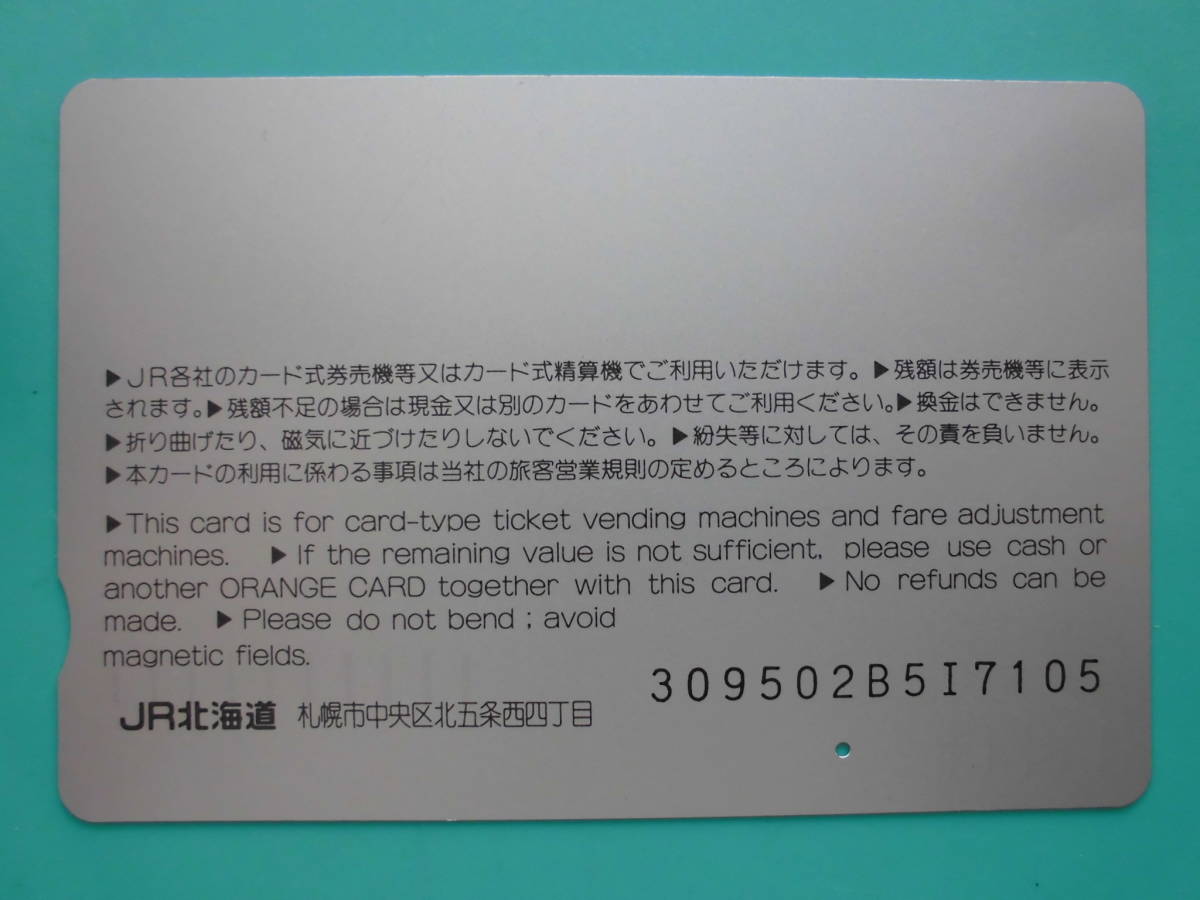 ▶JR各社のカード式券売機等又はカード式精算機でご利用いただけます。▶残額は券売機等に表示
されます。▶残額不足の場合は現金又は別のカードをあわせてご利用ください。▶換金はできません。
▶折り曲げたり、磁気に近づけたりしないでください。▶紛失等に対しては、その責を負いません。
▶本カードの利用に係わる事項は当社の旅客営業規則の定めるところによります。
▶This card is for card-type ticket vending machines and fare adjustment
machines. ▶If the remaining value is not sufficient, please use cash or
another ORANGE CARD together with this card. ▶No refunds can be
made. ▶Please do not bend ; avoid
magnetic fields.
309502B5I7105
JR北海道 札幌市中央区北五条西四丁目